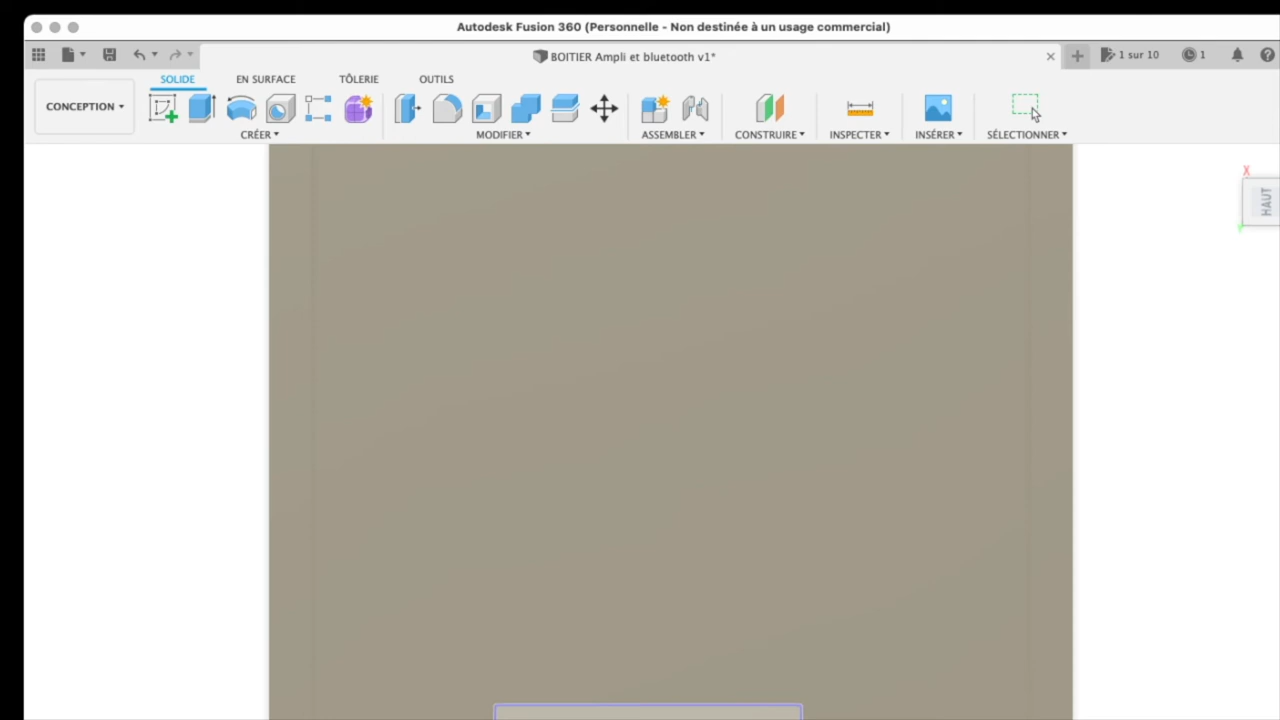 Autodesk Fusion 360 (Personnelle - Non destinée à un usage commercial)
BOITIER Ampli et bluetooth v1*
1 sur 10
1
SOLIDE
EN SURFACE
TÔLERIE
OUTILS
CONCEPTION
CRÉER
MODIFIER
ASSEMBLER
CONSTRUIRE
INSPECTER
INSÉRER
SÉLECTIONNER
X
HAUT